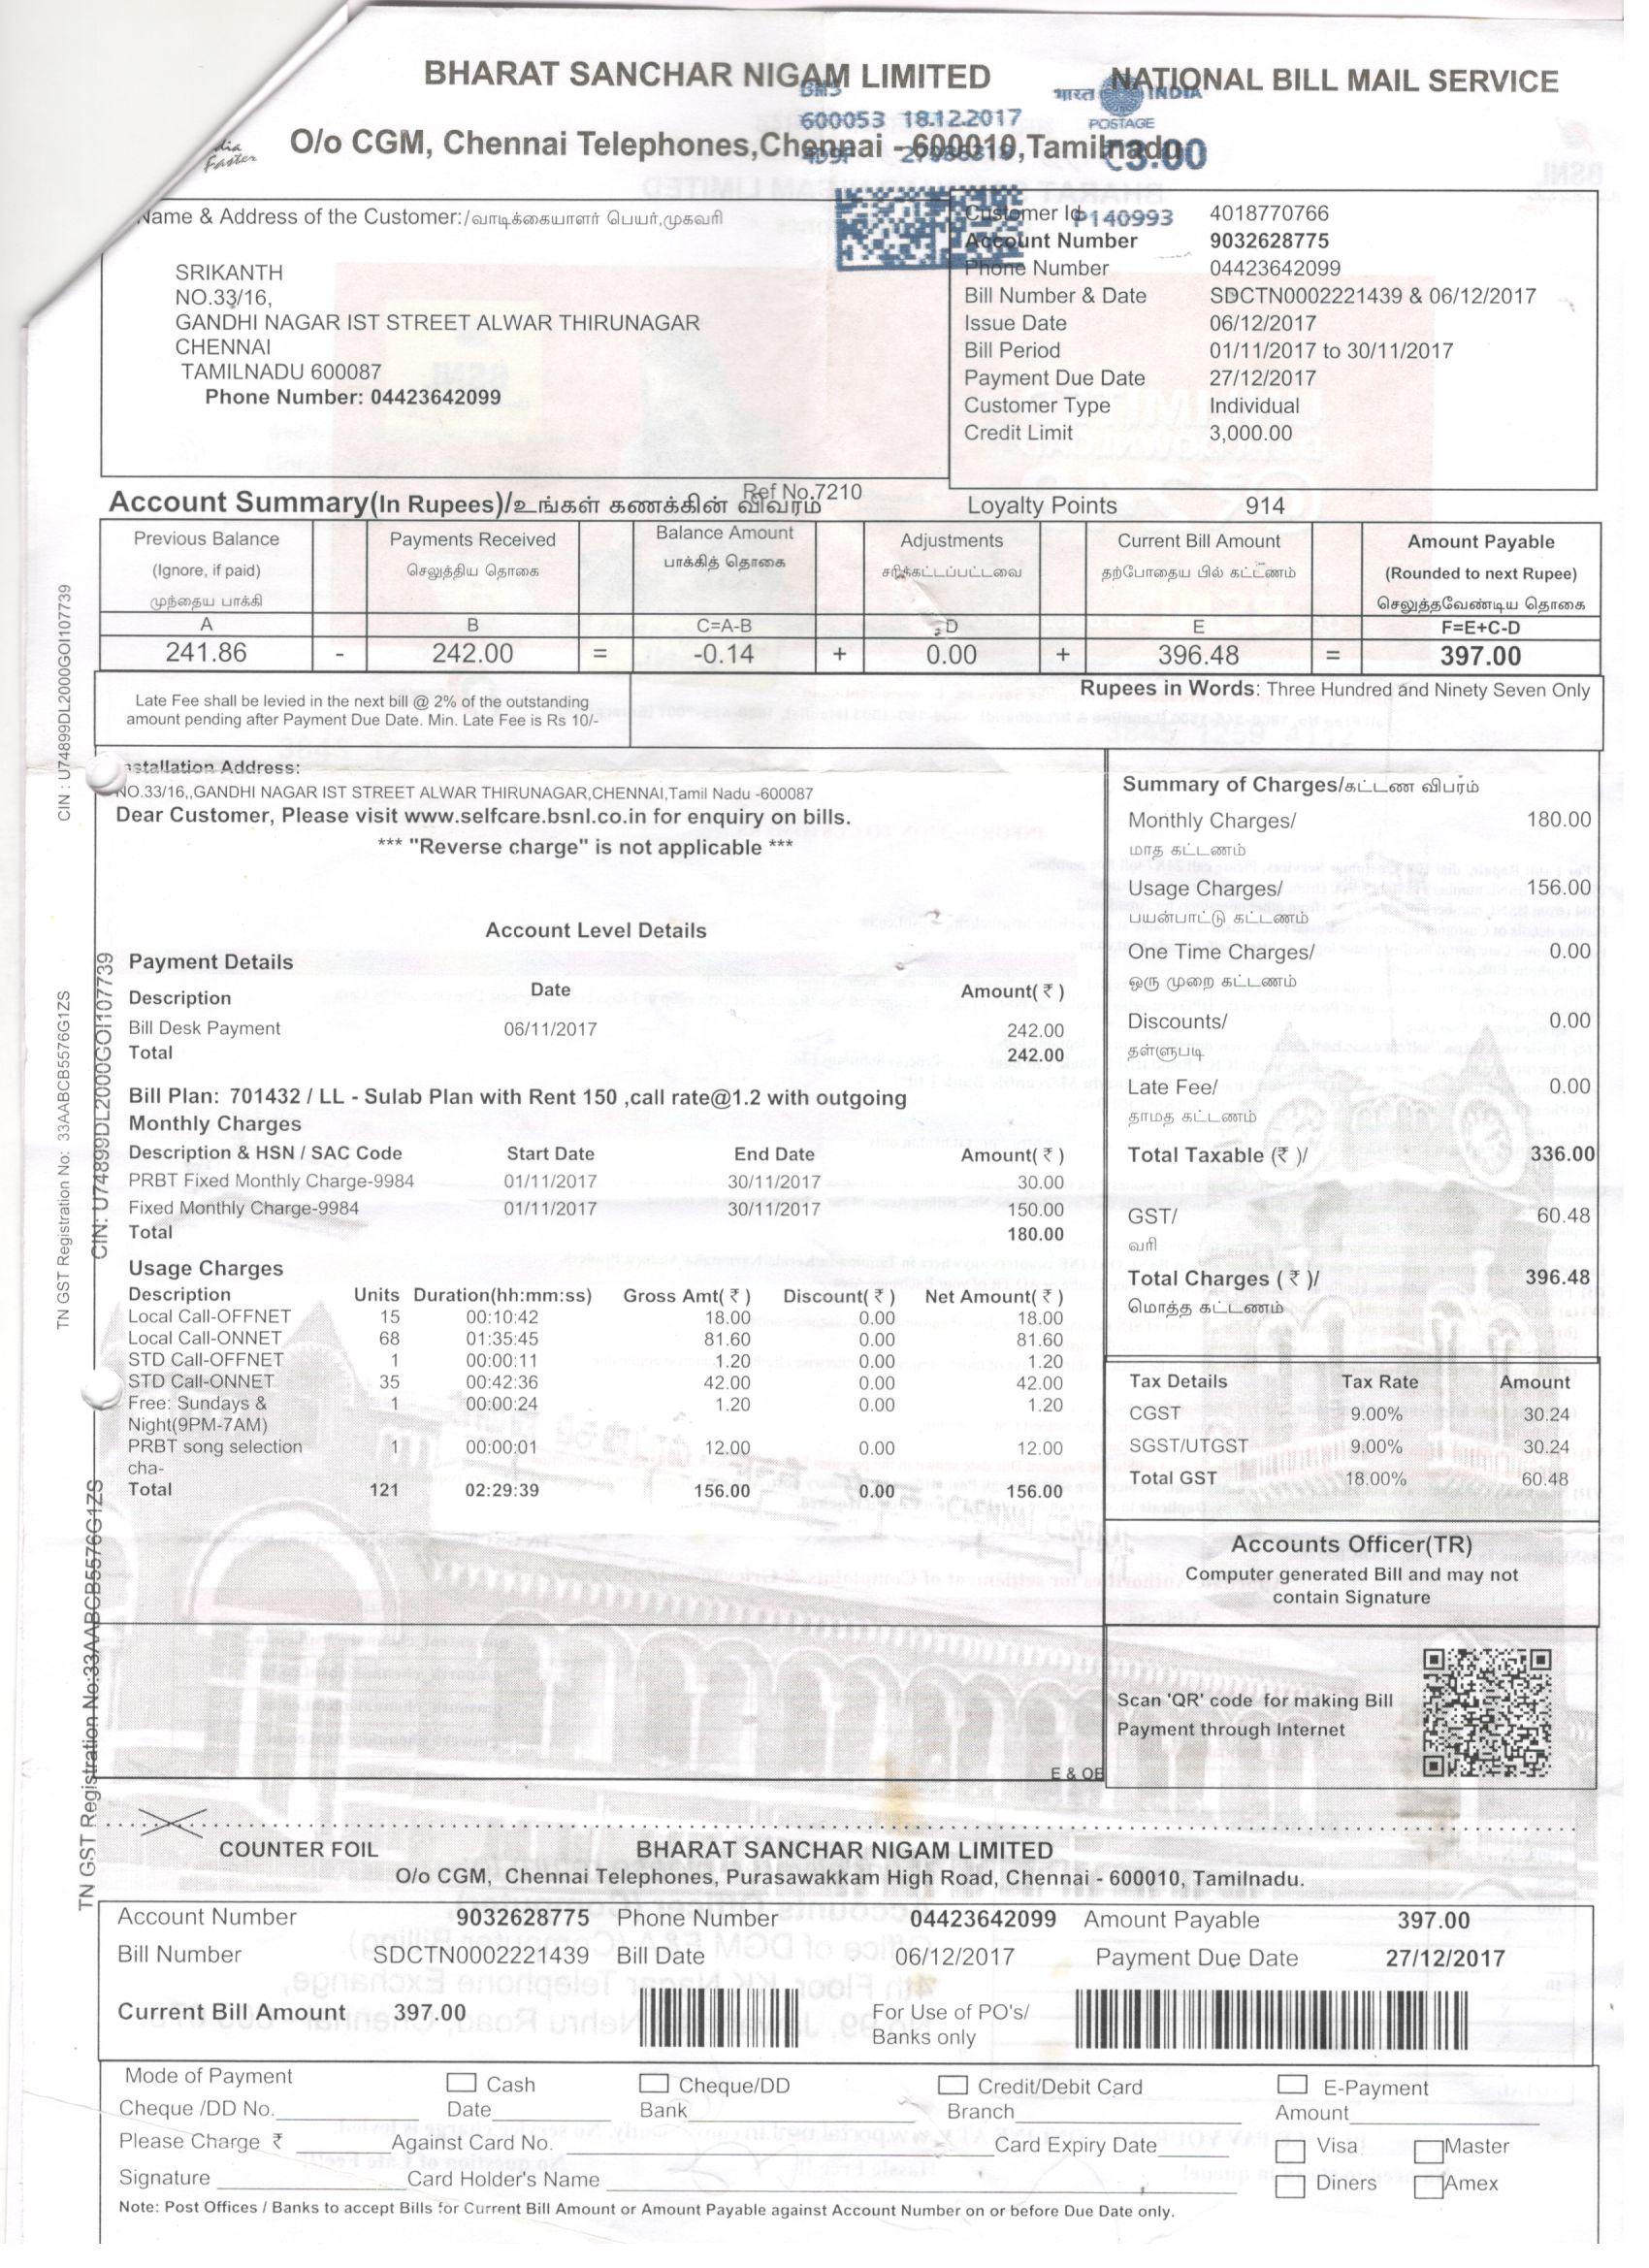 BHARAT SANCHAR NIGAM LIMITED NATIONAL BILL MAIL SERVICE
O/o CGM, Chennai Telephones,Chennai - 600010,Tamilnadu
भारत INDIA
POSTAGE
₹3.00
600053 18.12.2017
P140993
Name & Address of the Customer:/வாடிக்கையாளர் பெயர்,முகவரி
SRIKANTH
NO.33/16,
GANDHI NAGAR IST STREET ALWAR THIRUNAGAR
CHENNAI
TAMILNADU 600087
Phone Number: 04423642099
Customer Id 4018770766
Account Number 9032628775
Phone Number 04423642099
Bill Number & Date SDCTN0002221439 & 06/12/2017
Issue Date 06/12/2017
Bill Period 01/11/2017 to 30/11/2017
Payment Due Date 27/12/2017
Customer Type Individual
Credit Limit 3,000.00
Ref No.7210
Account Summary(In Rupees)/உங்கள் கணக்கின் விவரம் Loyalty Points 914
Previous Balance Payments Received Balance Amount Adjustments Current Bill Amount Amount Payable
(Ignore, if paid) செலுத்திய தொகை பாக்கித் தொகை சரிக்கட்டப்பட்டவை தற்போதைய பில் கட்டணம் (Rounded to next Rupee)
முந்தைய பாக்கி செலுத்தவேண்டிய தொகை
A B C=A-B D E F=E+C-D
241.86 - 242.00 = -0.14 + 0.00 + 396.48 = 397.00
Late Fee shall be levied in the next bill @ 2% of the outstanding
amount pending after Payment Due Date. Min. Late Fee is Rs 10/-
Rupees in Words: Three Hundred and Ninety Seven Only
CIN : U74899DL2000GOI107739
TN GST Registration No: 33AABCB5576G1ZS
CIN: U74899DL2000GOI107739
TN GST Registration No:33AABCB5576G1ZS
Installation Address:
NO.33/16,,GANDHI NAGAR IST STREET ALWAR THIRUNAGAR,CHENNAI,Tamil Nadu -600087
Dear Customer, Please visit www.selfcare.bsnl.co.in for enquiry on bills.
*** "Reverse charge" is not applicable ***
Account Level Details
Payment Details
Description Date Amount( ₹ )
Bill Desk Payment 06/11/2017 242.00
Total 242.00
Bill Plan: 701432 / LL - Sulab Plan with Rent 150 ,call rate@1.2 with outgoing
Monthly Charges
Description & HSN / SAC Code Start Date End Date Amount( ₹ )
PRBT Fixed Monthly Charge-9984 01/11/2017 30/11/2017 30.00
Fixed Monthly Charge-9984 01/11/2017 30/11/2017 150.00
Total 180.00
Usage Charges
Description Units Duration(hh:mm:ss) Gross Amt( ₹ ) Discount( ₹ ) Net Amount( ₹ )
Local Call-OFFNET 15 00:10:42 18.00 0.00 18.00
Local Call-ONNET 68 01:35:45 81.60 0.00 81.60
STD Call-OFFNET 1 00:00:11 1.20 0.00 1.20
STD Call-ONNET 35 00:42:36 42.00 0.00 42.00
Free: Sundays & 1 00:00:24 1.20 0.00 1.20
Night(9PM-7AM)
PRBT song selection 1 00:00:01 12.00 0.00 12.00
cha-
Total 121 02:29:39 156.00 0.00 156.00
Summary of Charges/கட்டண விபரம்
Monthly Charges/ 180.00
மாத கட்டணம்
Usage Charges/ 156.00
பயன்பாட்டு கட்டணம்
One Time Charges/ 0.00
ஒரு முறை கட்டணம்
Discounts/ 0.00
தள்ளுபடி
Late Fee/ 0.00
தாமத கட்டணம்
Total Taxable (₹ )/ 336.00
GST/ 60.48
வரி
Total Charges ( ₹ )/ 396.48
மொத்த கட்டணம்
Tax Details Tax Rate Amount
CGST 9.00% 30.24
SGST/UTGST 9.00% 30.24
Total GST 18.00% 60.48
Accounts Officer(TR)
Computer generated Bill and may not
contain Signature
Scan 'QR' code for making Bill
Payment through Internet
E & OE
COUNTER FOIL BHARAT SANCHAR NIGAM LIMITED
O/o CGM, Chennai Telephones, Purasawakkam High Road, Chennai - 600010, Tamilnadu.
Account Number 9032628775 Phone Number 04423642099 Amount Payable 397.00
Bill Number SDCTN0002221439 Bill Date 06/12/2017 Payment Due Date 27/12/2017
Current Bill Amount 397.00 For Use of PO's/
Banks only
Mode of Payment Cash Cheque/DD Credit/Debit Card E-Payment
Cheque /DD No. Date Bank Branch Amount
Please Charge ₹ Against Card No. Card Expiry Date Visa Master
Signature Card Holder's Name Diners Amex
Note: Post Offices / Banks to accept Bills for Current Bill Amount or Amount Payable against Account Number on or before Due Date only.